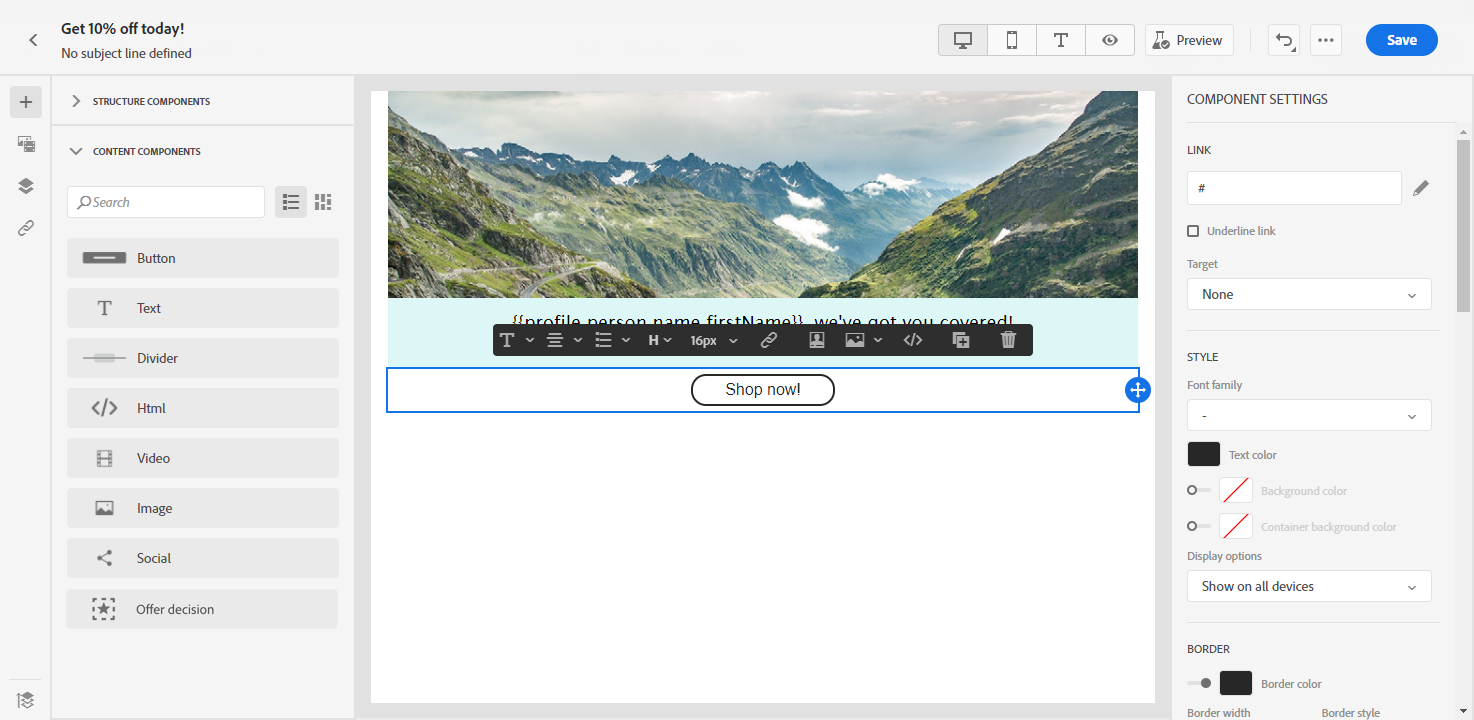 Get 10% off today!
No subject line defined
Preview
Save
STRUCTURE COMPONENTS
CONTENT COMPONENTS
Search
Button
Text
Divider
Html
Video
Image
Social
Offer decision
{{profile.person.name.firstName}}, we've got you covered!
H
16px
Shop now!
COMPONENT SETTINGS
LINK
#
Underline link
Target
None
STYLE
Font family
-
Text color
Background color
Container background color
Display options
Show on all devices
BORDER
Border color
Border width Border style